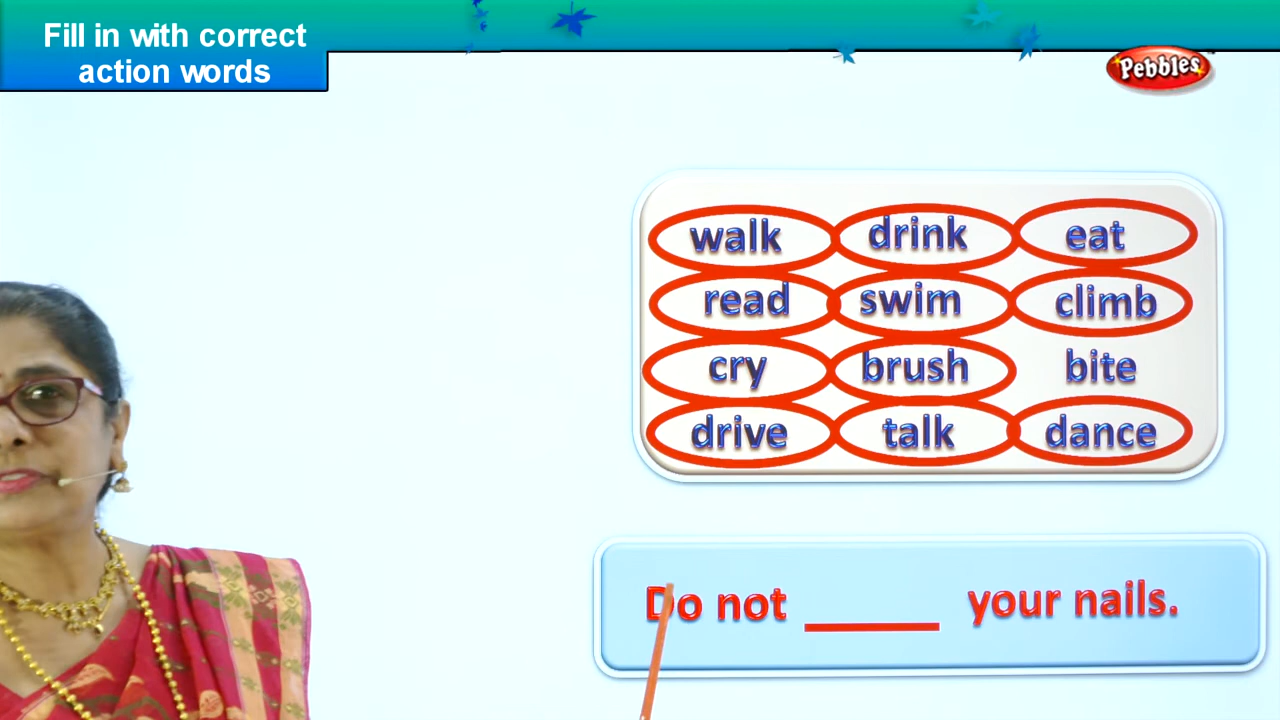 Fill in with correct
action words
Pebbles
walk drink eat
read swim climb
cry brush bite
drive talk dance
Do not _____ your nails.